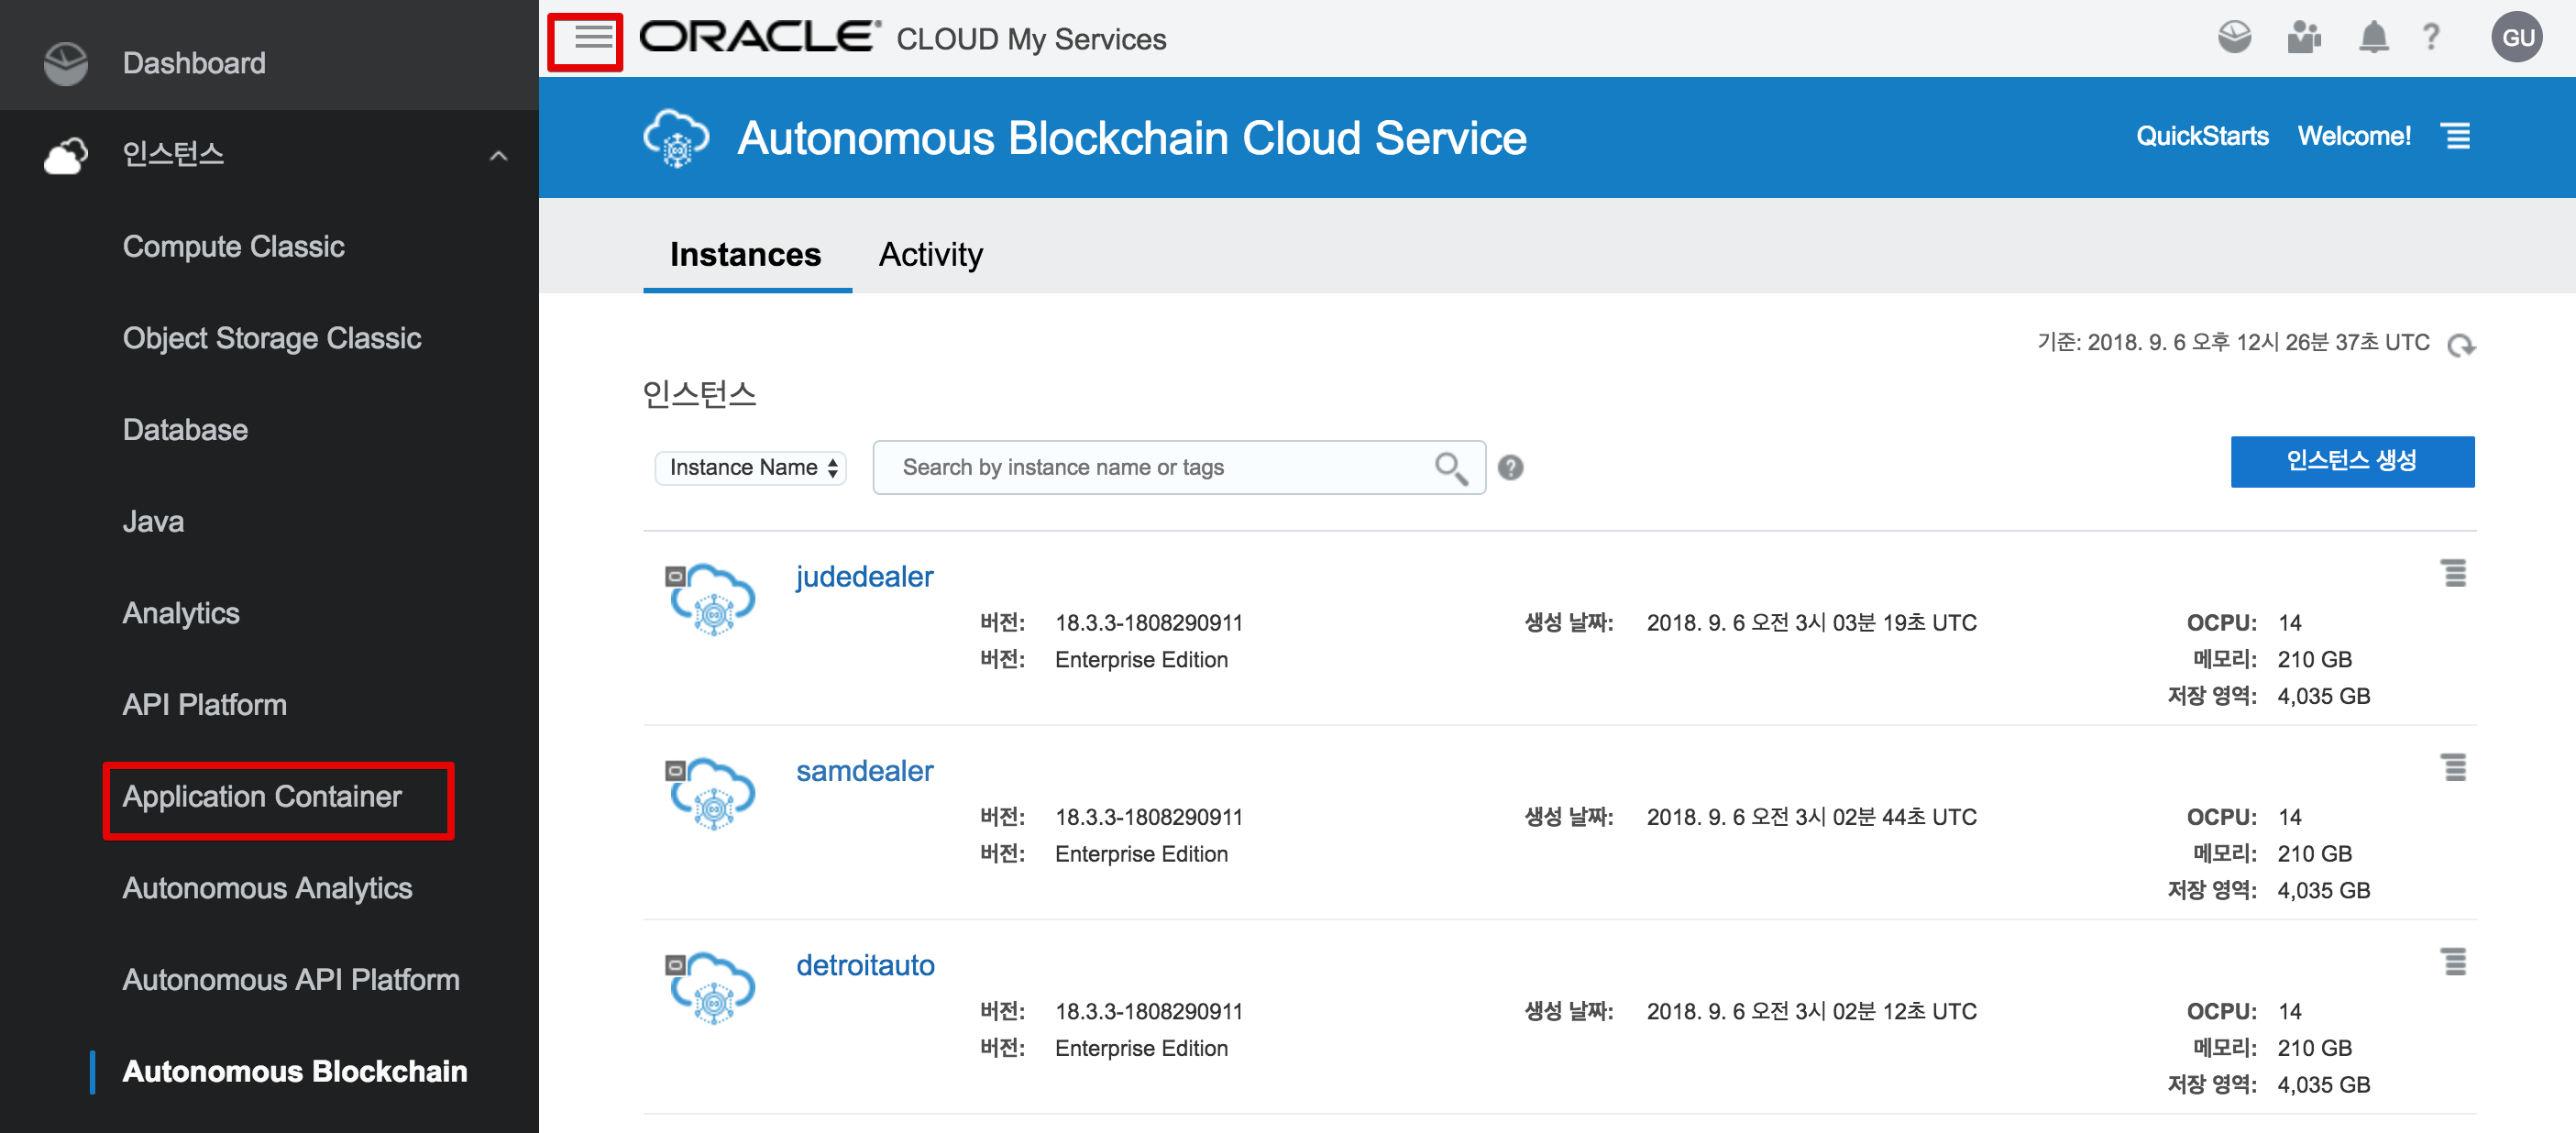 Dashboard
인스턴스
Compute Classic
Object Storage Classic
Database
Java
Analytics
API Platform
Application Container
Autonomous Analytics
Autonomous API Platform
Autonomous Blockchain
ORACLE® CLOUD My Services
? GU
Autonomous Blockchain Cloud Service
QuickStarts Welcome!
Instances Activity
기준: 2018. 9. 6 오후 12시 26분 37초 UTC
인스턴스
Instance Name Search by instance name or tags ? 인스턴스 생성
judedealer
버전: 18.3.3-1808290911 생성 날짜: 2018. 9. 6 오전 3시 03분 19초 UTC OCPU: 14
버전: Enterprise Edition 메모리: 210 GB
저장 영역: 4,035 GB
samdealer
버전: 18.3.3-1808290911 생성 날짜: 2018. 9. 6 오전 3시 02분 44초 UTC OCPU: 14
버전: Enterprise Edition 메모리: 210 GB
저장 영역: 4,035 GB
detroitauto
버전: 18.3.3-1808290911 생성 날짜: 2018. 9. 6 오전 3시 02분 12초 UTC OCPU: 14
버전: Enterprise Edition 메모리: 210 GB
저장 영역: 4,035 GB